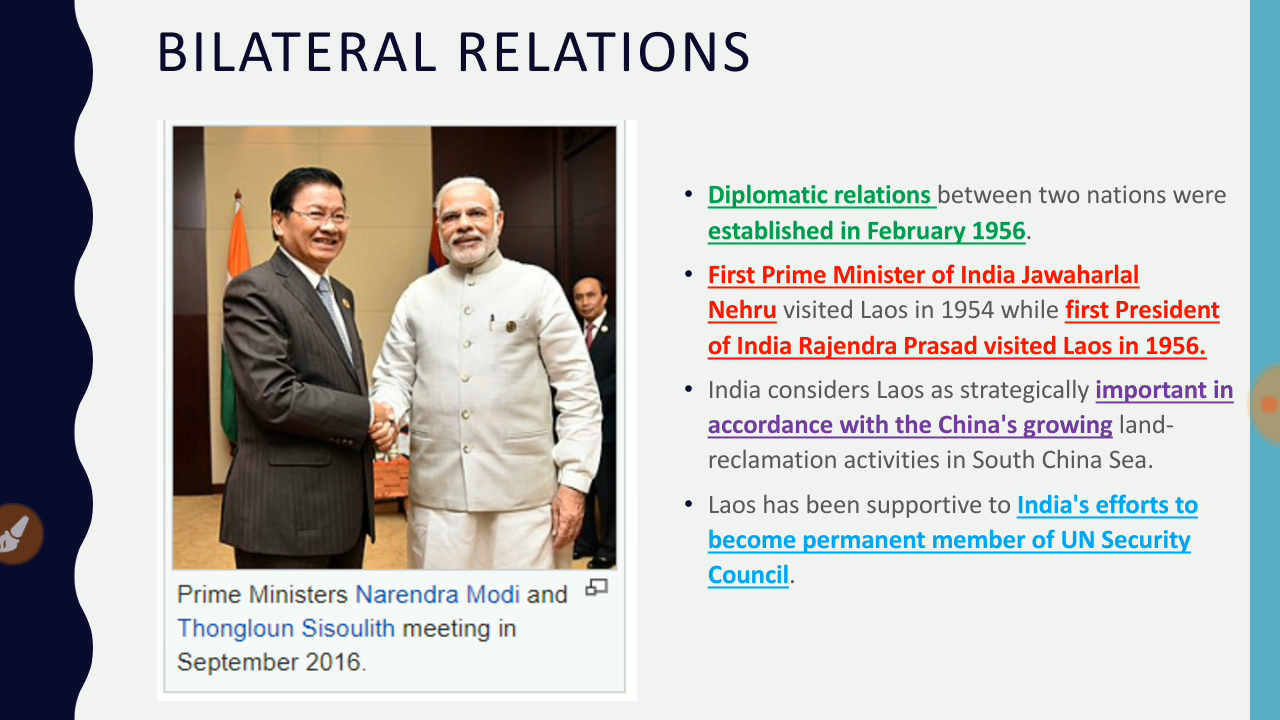 BILATERAL RELATIONS
Prime Ministers Narendra Modi and
Thongloun Sisoulith meeting in
September 2016.
• Diplomatic relations between two nations were
established in February 1956.
• First Prime Minister of India Jawaharlal
Nehru visited Laos in 1954 while first President
of India Rajendra Prasad visited Laos in 1956.
• India considers Laos as strategically important in
accordance with the China's growing land-
reclamation activities in South China Sea.
• Laos has been supportive to India's efforts to
become permanent member of UN Security
Council.